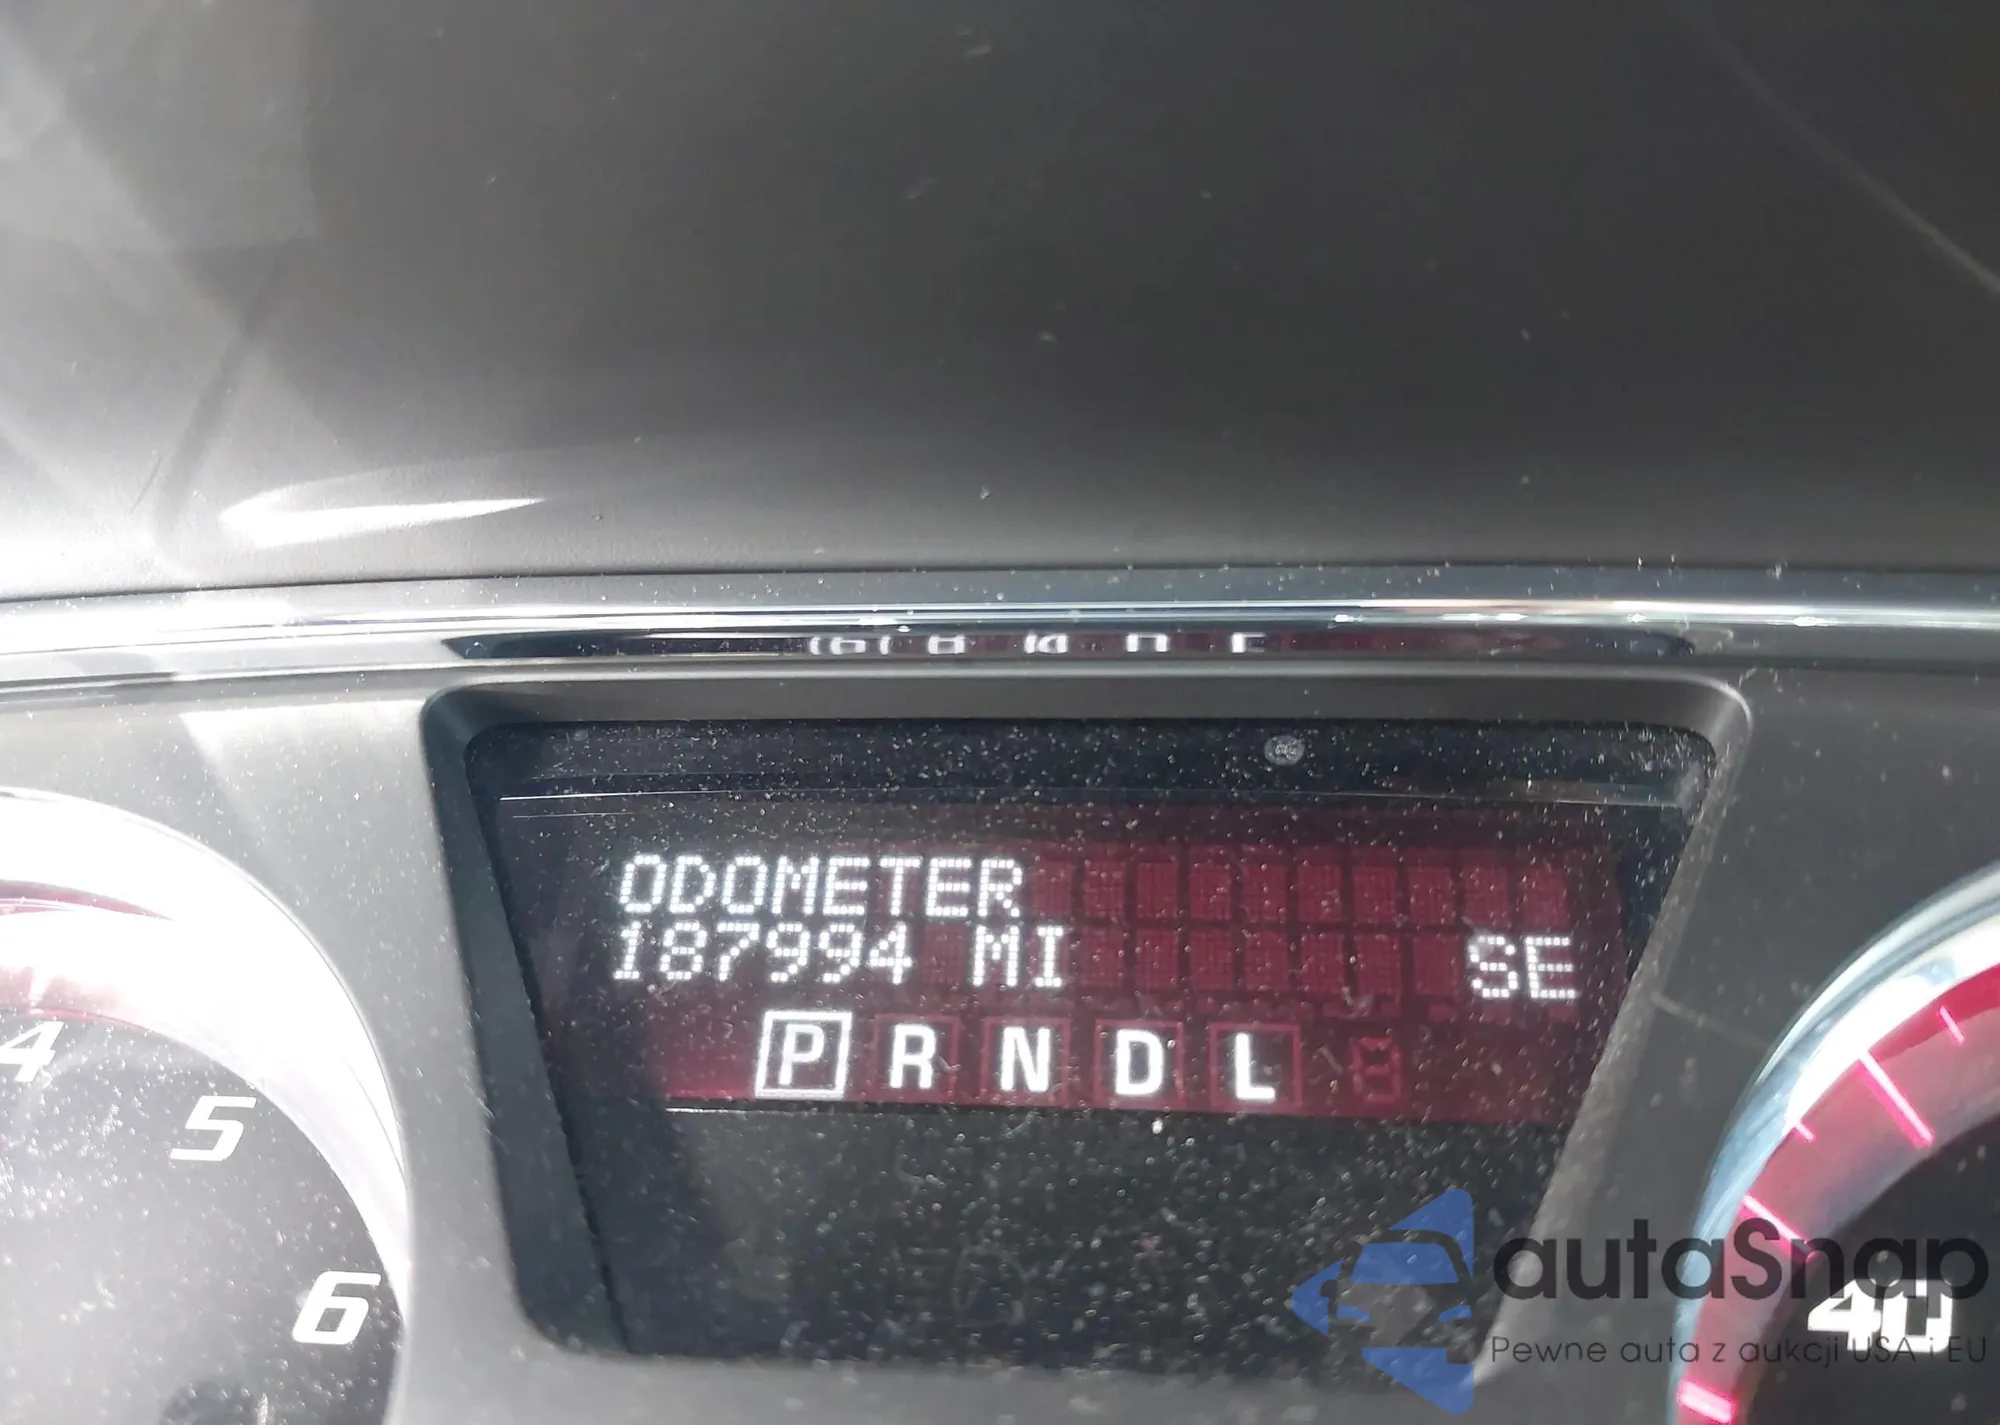 ODOMETER
187994 MI SE
P R N D L
4
5
6
40
autaSnap
Pewne auta z aukcji USA i EU